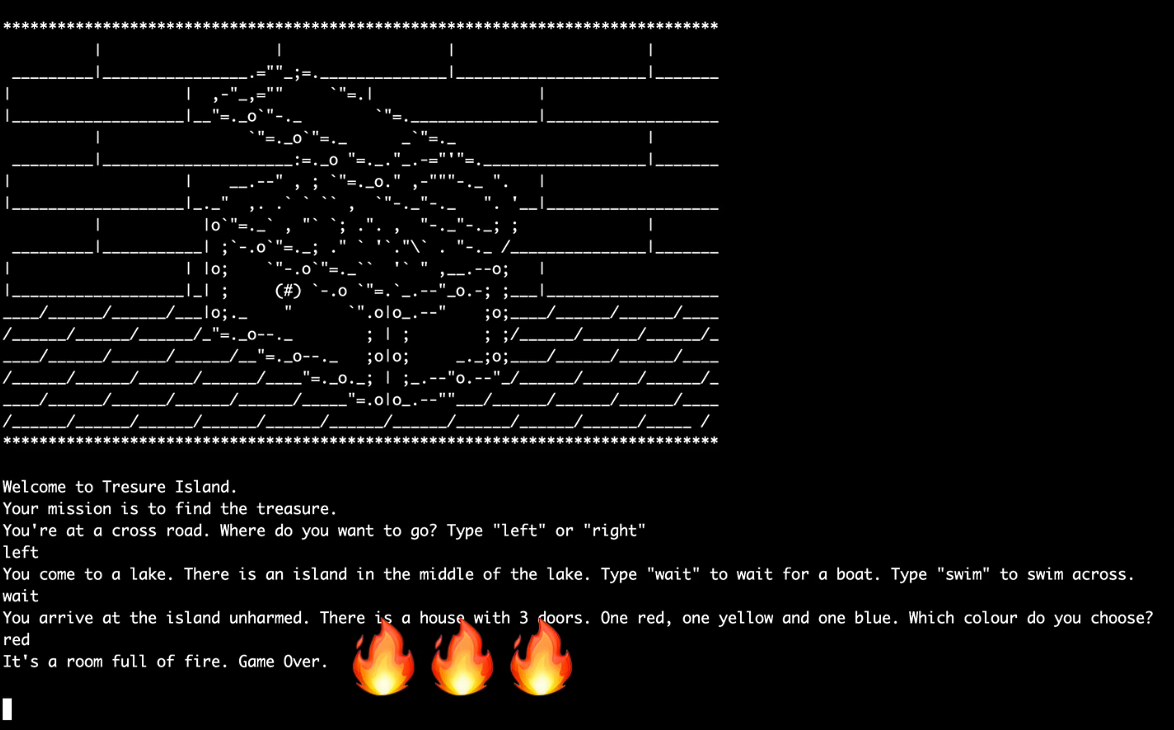 Welcome to Tresure Island.
Your mission is to find the treasure.
You're at a cross road. Where do you want to go? Type "left" or "right"
left
You come to a lake. There is an island in the middle of the lake. Type "wait" to wait for a boat. Type "swim" to swim across.
wait
You arrive at the island unharmed. There is a house with 3 doors. One red, one yellow and one blue. Which colour do you choose?
red
It's a room full of fire. Game Over.